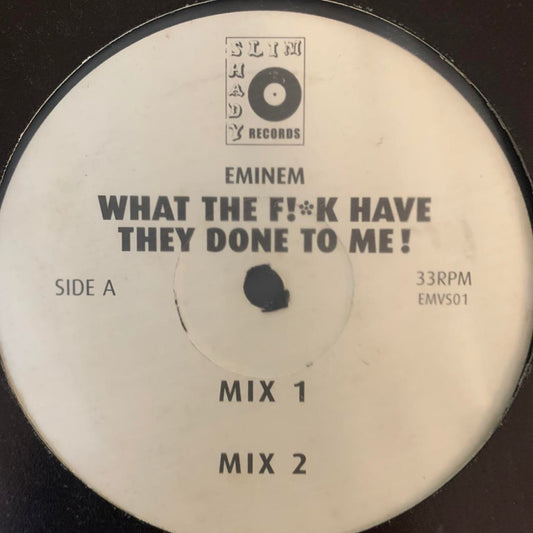 SLIM
SHADY
RECORDS
EMINEM
WHAT THE F!*K HAVE
THEY DONE TO ME!
SIDE A
33RPM
EMVS01
MIX 1
MIX 2